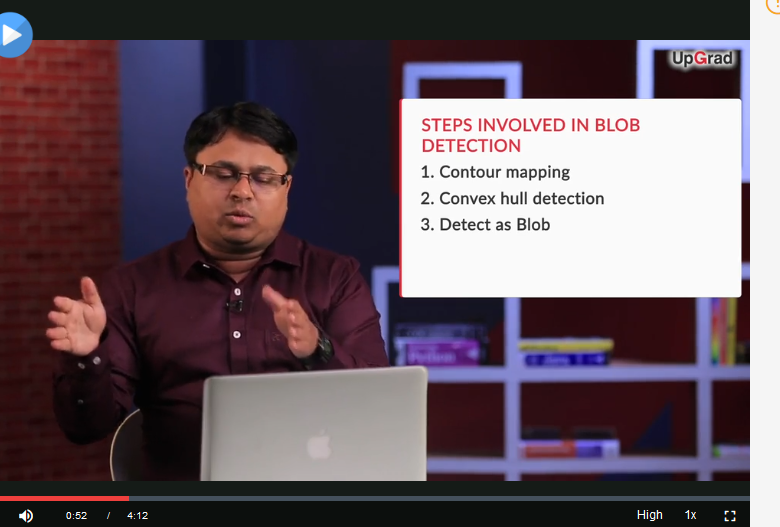 UpGrad
STEPS INVOLVED IN BLOB
DETECTION
1. Contour mapping
2. Convex hull detection
3. Detect as Blob
Python
0:52 / 4:12
High
1x